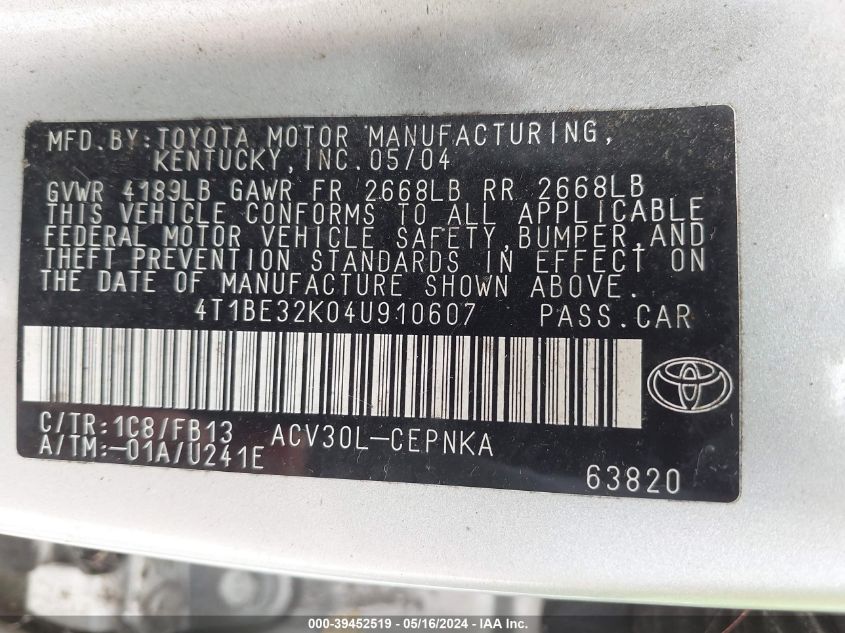 MFD.BY:TOYOTA MOTOR MANUFACTURING,
KENTUCKY,INC.05/04
GVWR 4189LB GAWR FR 2668LB RR 2668LB
THIS VEHICLE CONFORMS TO ALL APPLICABLE
FEDERAL MOTOR VEHICLE SAFETY,BUMPER,AND
THEFT PREVENTION STANDARDS IN EFFECT ON
THE DATE OF MANUFACTURE SHOWN ABOVE.
4T1BE32K04U910607 PASS.CAR
C/TR:1C8/FB13 ACV30L-CEPNKA
A/TM:-01A/U241E
63820
000-39452519 - 05/16/2024 - IAA, Inc.